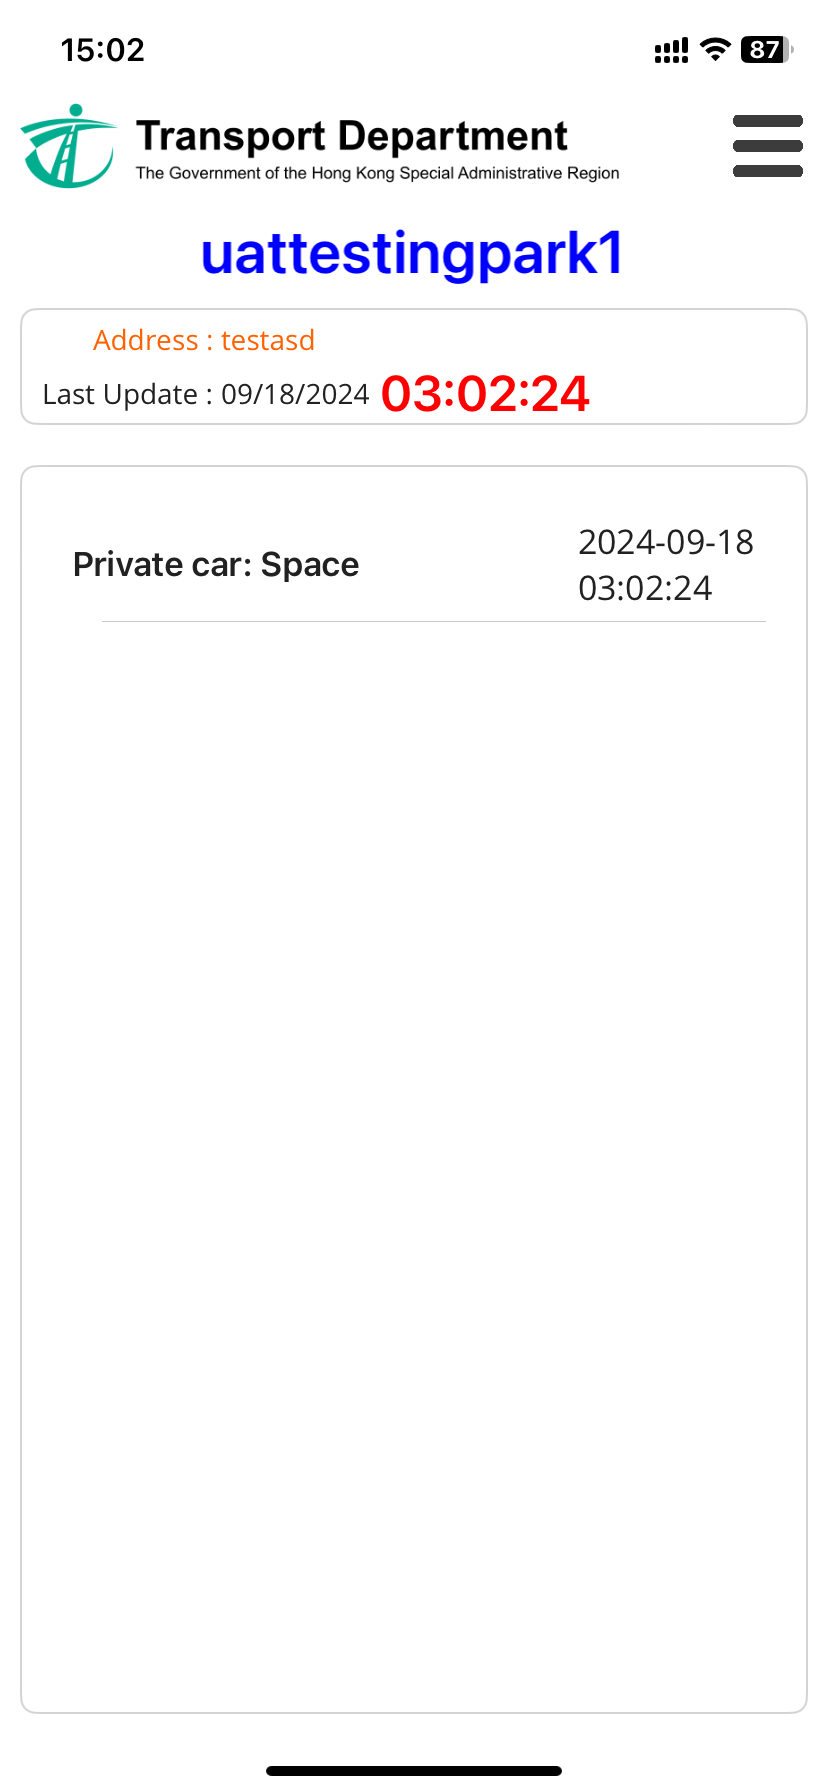 15:02
87
Transport Department
The Government of the Hong Kong Special Administrative Region
uattestingpark1
Address : testasd
Last Update : 09/18/2024 03:02:24
Private car: Space
2024-09-18
03:02:24